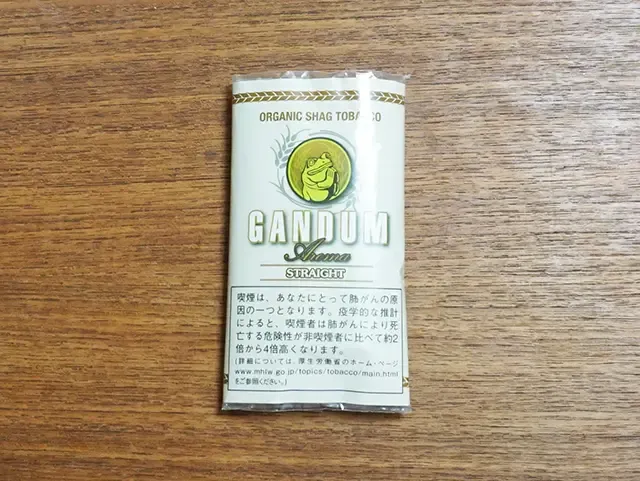 ORGANIC SHAG TOBACCO
GANDUM
Aroma
STRAIGHT
喫煙は、あなたにとって肺がんの原
因の一つとなります。疫学的な推計
によると、喫煙者は肺がんにより死
亡する危険性が非喫煙者に比べて約2
倍から4倍高くなります。
(詳細については、厚生労働省のホーム・ページ
www.mhlw.go.jp/topics/tobacco/main.html
をご参照ください。)